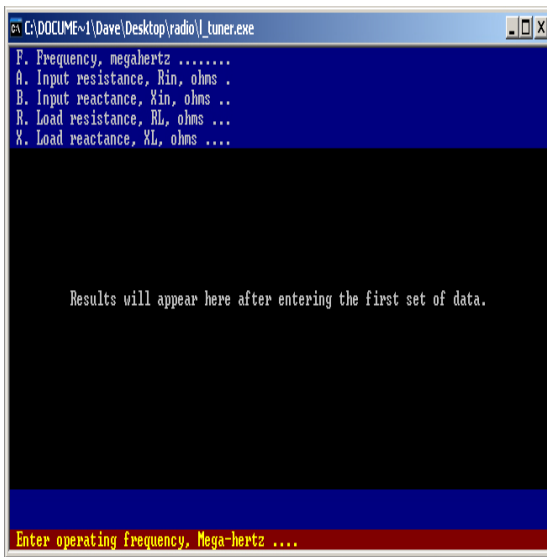 C:\DOCUME~1\Dave\Desktop\radio\l_tuner.exe
F. Frequency, megahertz ........
A. Input resistance, Rin, ohms .
B. Input reactance, Xin, ohms ..
R. Load resistance, RL, ohms ...
X. Load reactance, XL, ohms ....
Results will appear here after entering the first set of data.
Enter operating frequency, Mega-hertz ....